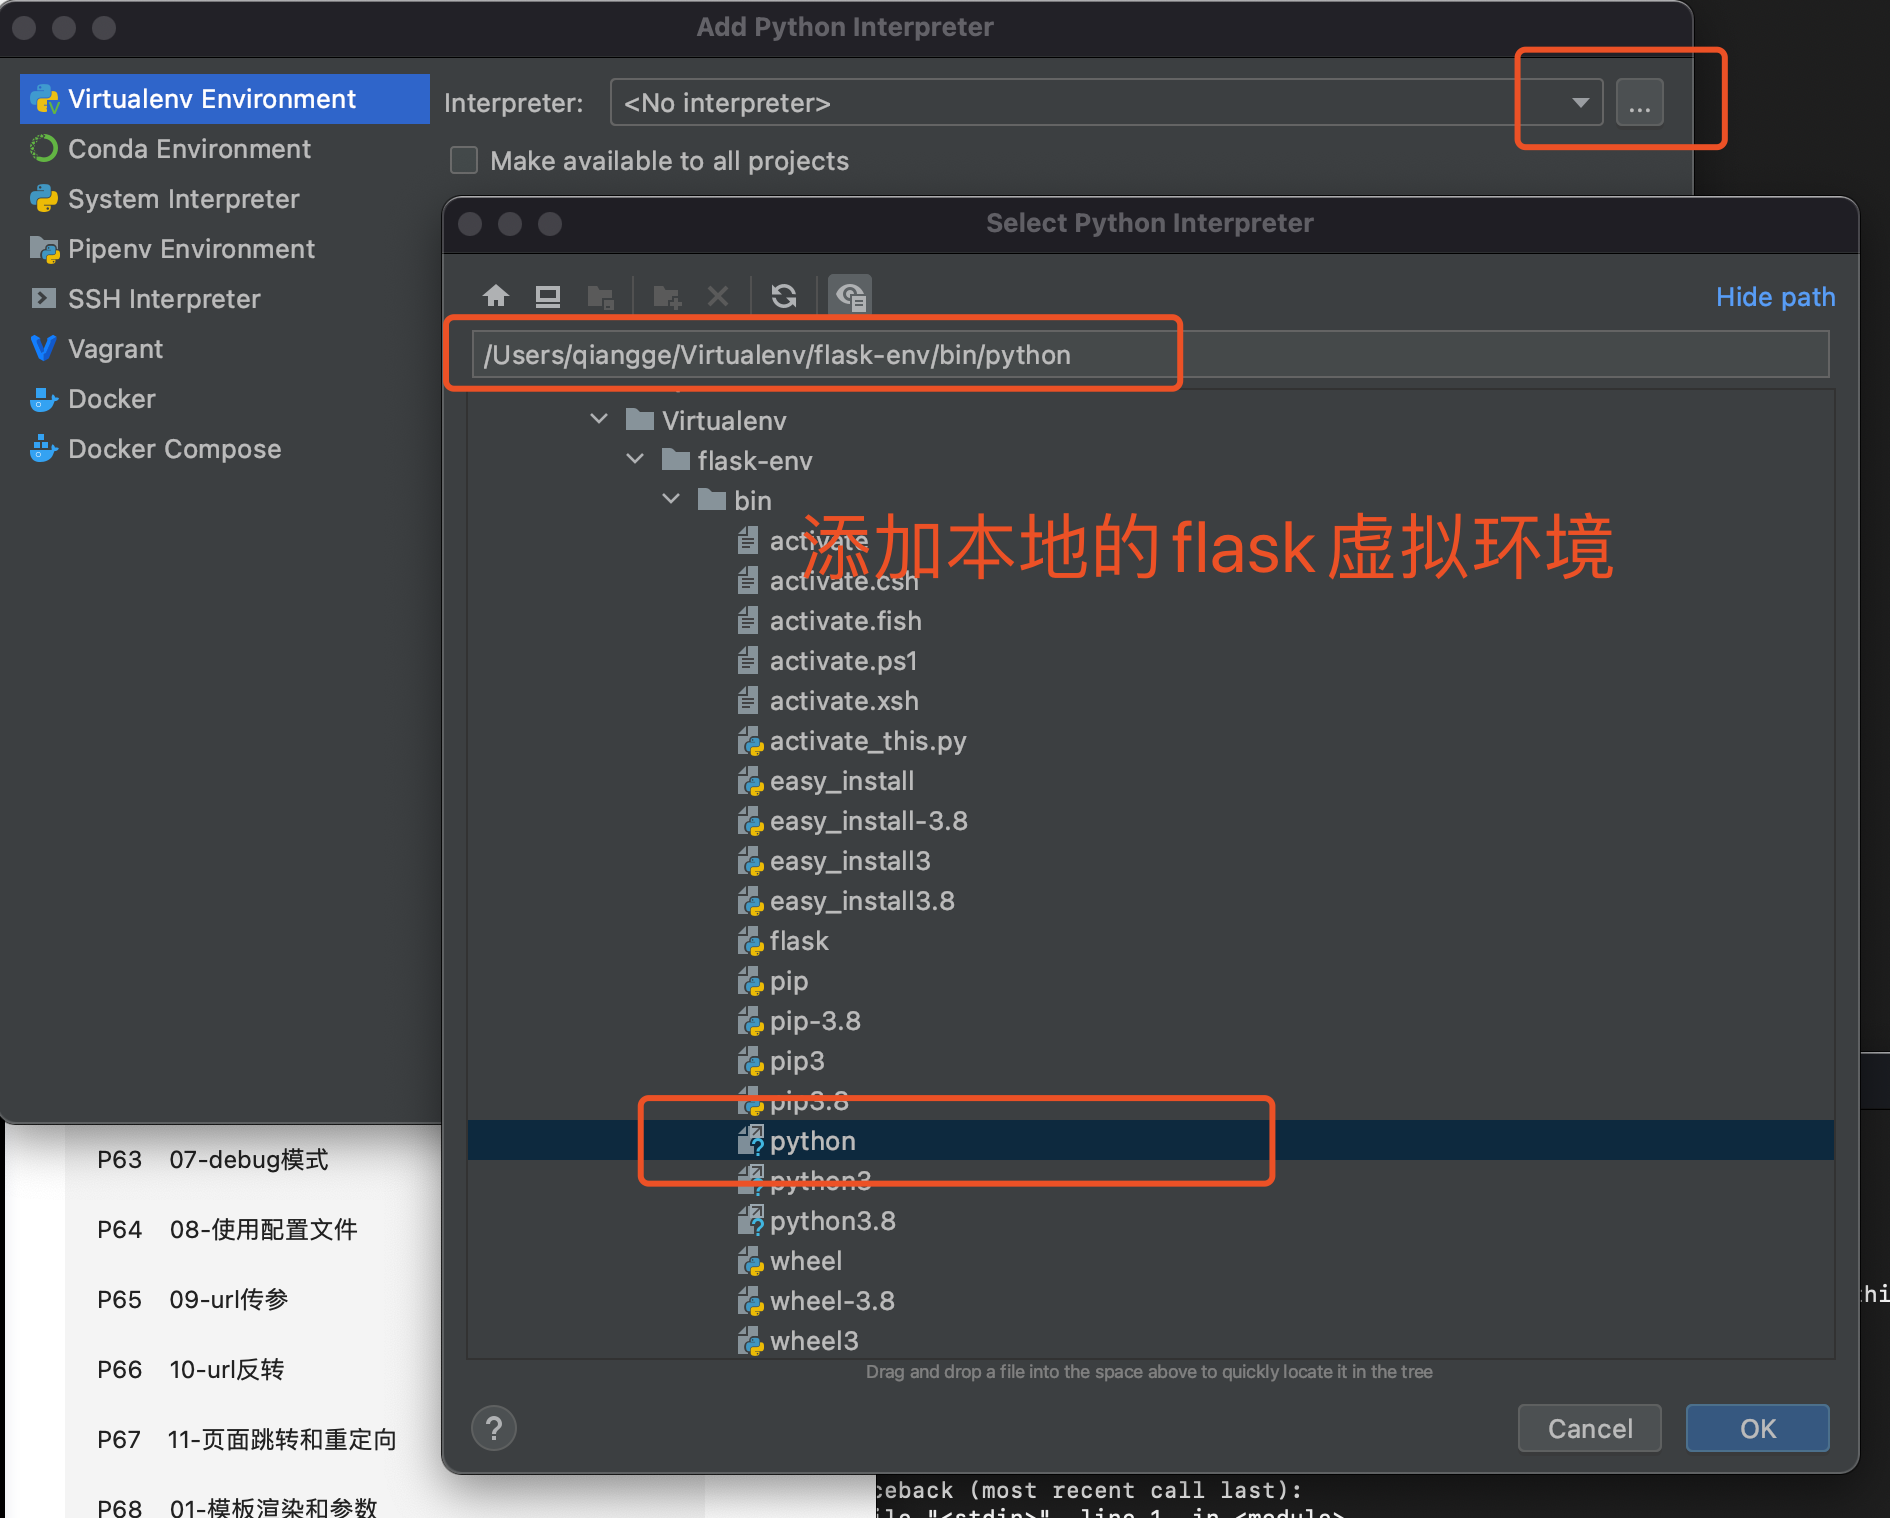 Add Python Interpreter
Virtualenv Environment
Conda Environment
System Interpreter
Pipenv Environment
SSH Interpreter
Vagrant
Docker
Docker Compose
Interpreter: <No interpreter>
...
Make available to all projects
Select Python Interpreter
Hide path
/Users/qiangge/Virtualenv/flask-env/bin/python
Virtualenv
flask-env
bin
添加本地的flask虚拟环境
activate
activate.csh
activate.fish
activate.ps1
activate.xsh
activate_this.py
easy_install
easy_install-3.8
easy_install3
easy_install3.8
flask
pip
pip-3.8
pip3
pip3.8
python
python3
python3.8
wheel
wheel-3.8
wheel3
Drag and drop a file into the space above to quickly locate it in the tree
?
Cancel
OK
P63 07-debug模式
P64 08-使用配置文件
P65 09-url传参
P66 10-url反转
P67 11-页面跳转和重定向
P68 01-模板渲染和参数
(most recent call last):
"<stdin>", line 1, in <module>